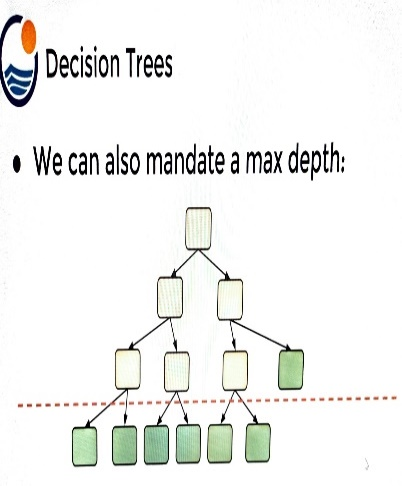 Decision Trees
• We can also mandate a max depth: